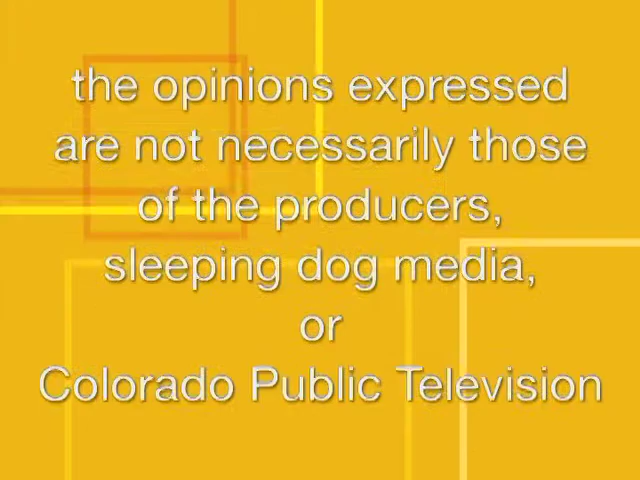 the opinions expressed
are not necessarily those
of the producers,
sleeping dog media,
or
Colorado Public Television